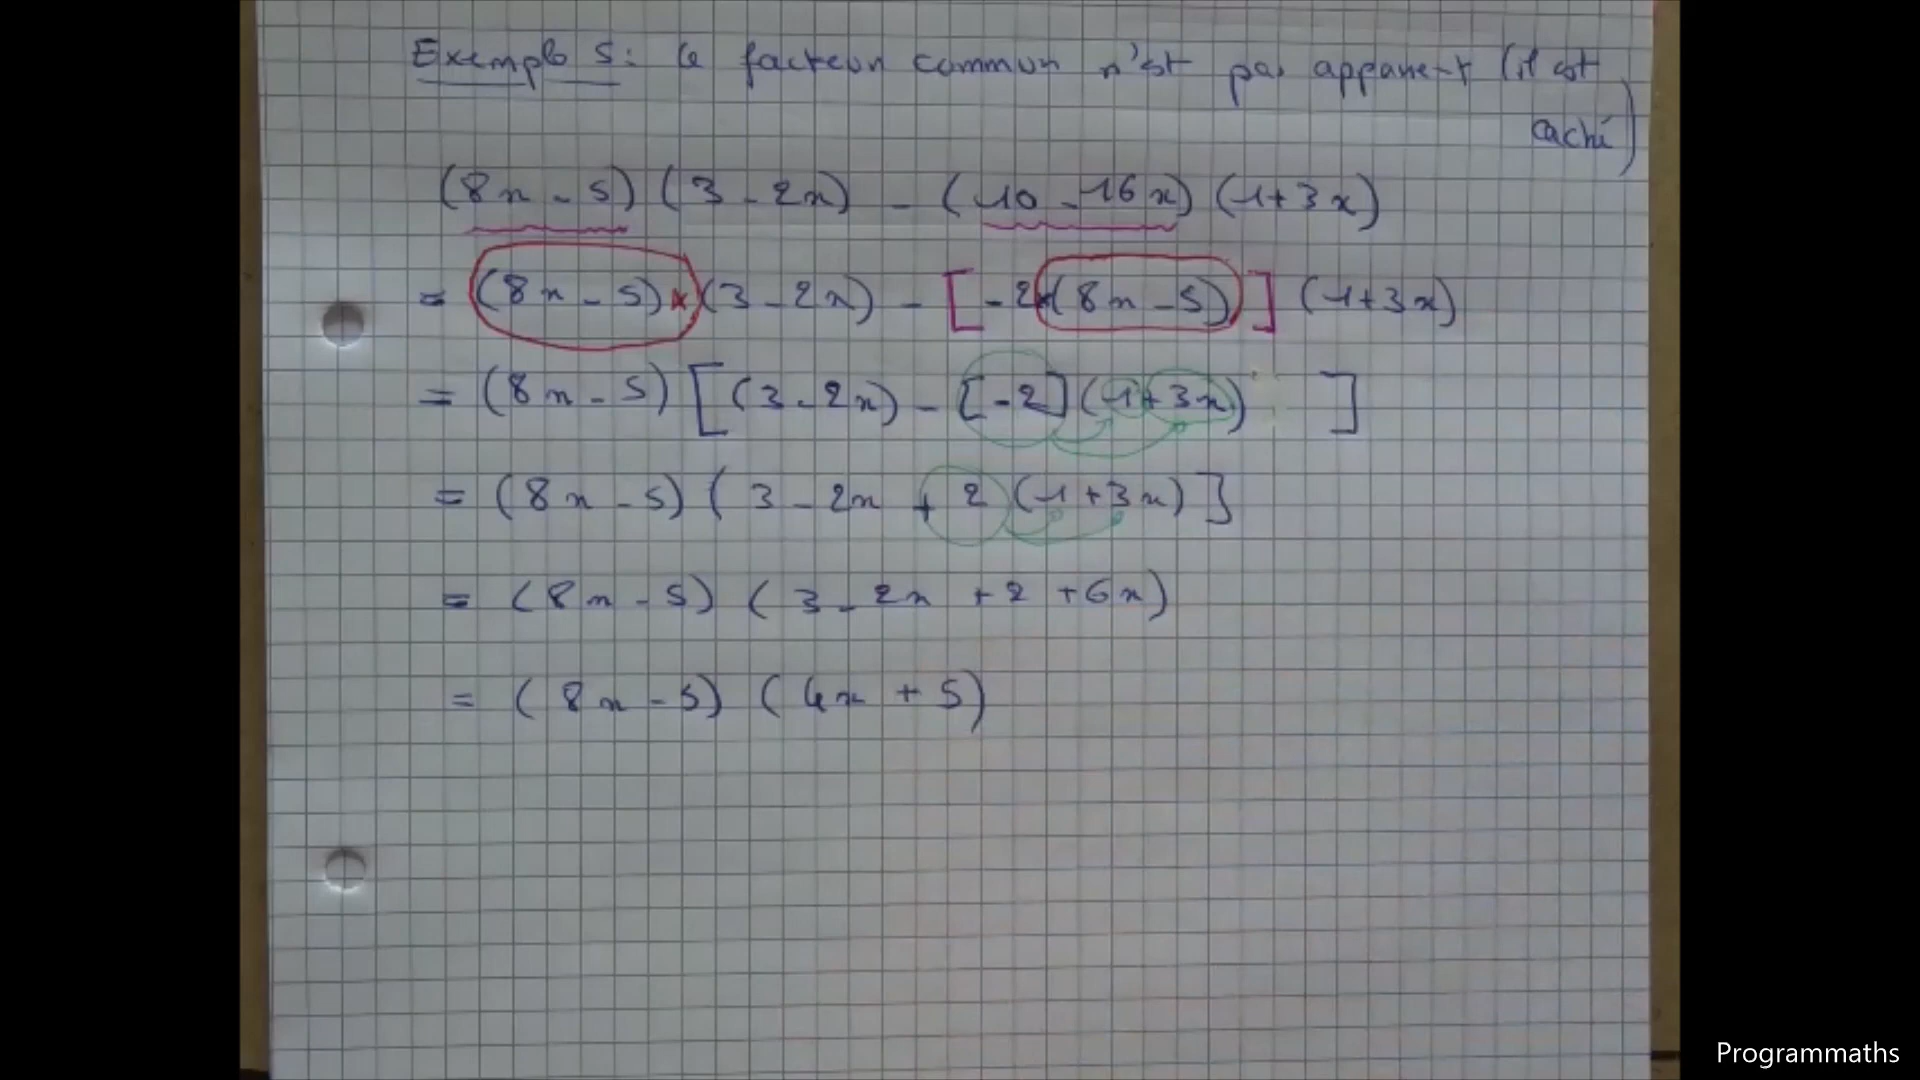 Exemple 5 : le facteur commun n'est pas apparent (il est
caché)
(8x - 5) (3 - 2x) - (10 - 16x) (1 + 3x)
= (8x - 5) × (3 - 2x) - [-2×(8x - 5)] (1 + 3x)
= (8x - 5) [(3 - 2x) - [-2] (1 + 3x) ]
= (8x - 5) ( 3 - 2x + 2 (1 + 3x) ]
= (8x - 5) ( 3 - 2x + 2 + 6x)
= (8x - 5) (4x + 5)
Programmaths